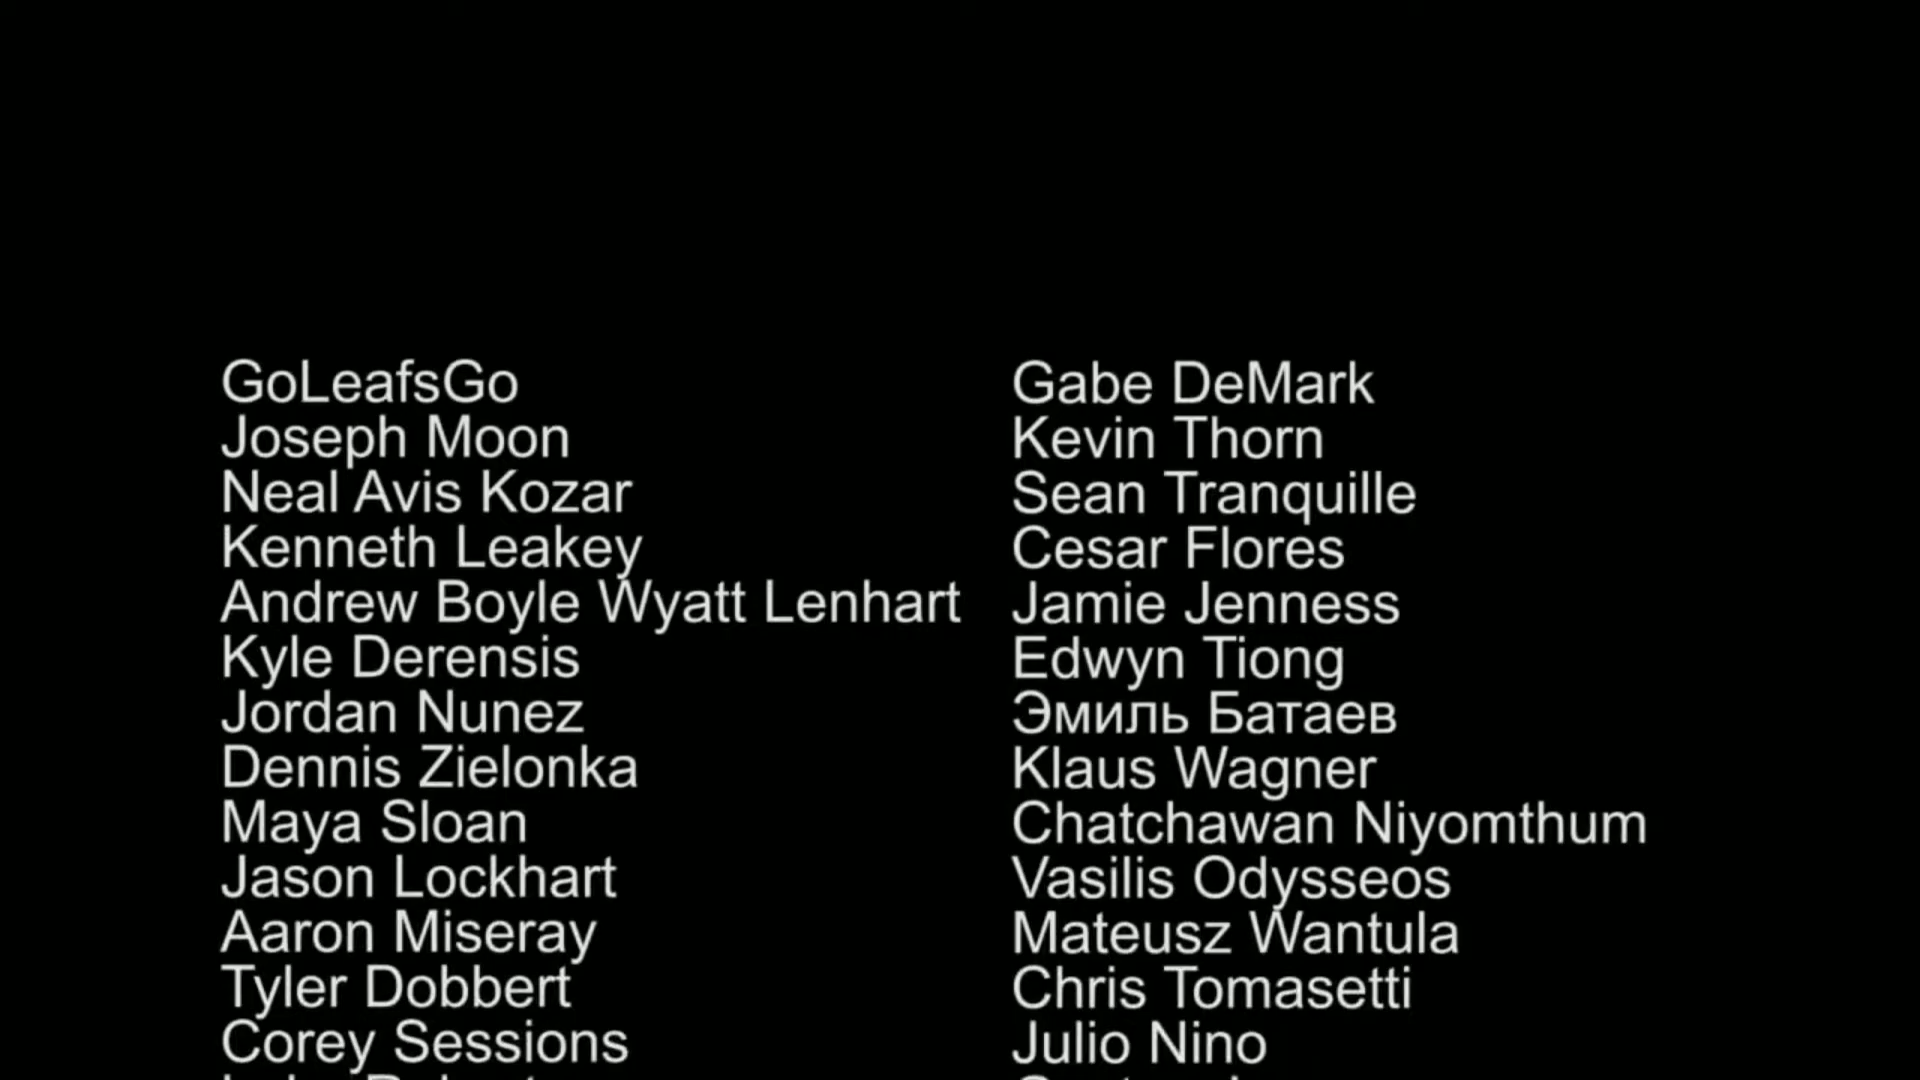 GoLeafsGo
Joseph Moon
Neal Avis Kozar
Kenneth Leakey
Andrew Boyle Wyatt Lenhart
Kyle Derensis
Jordan Nunez
Dennis Zielonka
Maya Sloan
Jason Lockhart
Aaron Miseray
Tyler Dobbert
Corey Sessions
Gabe DeMark
Kevin Thorn
Sean Tranquille
Cesar Flores
Jamie Jenness
Edwyn Tiong
Эмиль Батаев
Klaus Wagner
Chatchawan Niyomthum
Vasilis Odysseos
Mateusz Wantula
Chris Tomasetti
Julio Nino